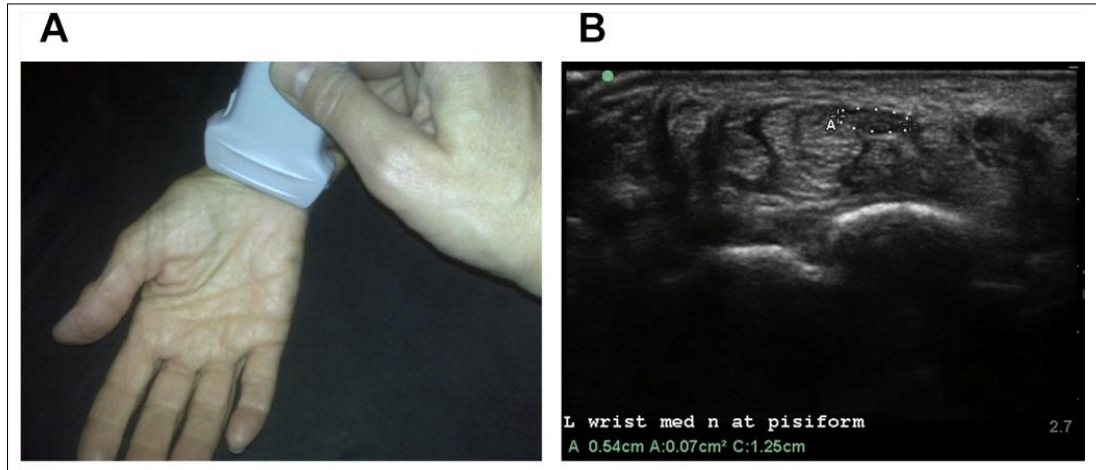 A
B
A
L wrist med n at pisiform
2.7
A 0.54cm A:0.07cm² C:1.25cm